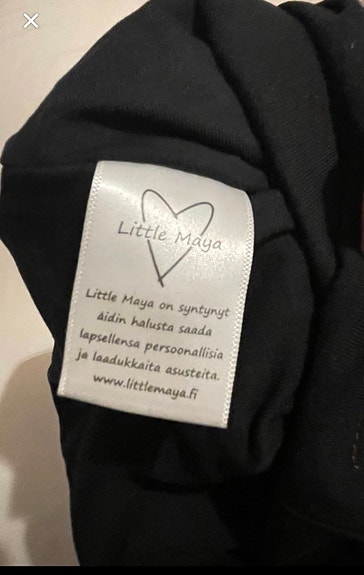 Little Maya
Little Maya on syntynyt
äidin halusta saada
lapsellensa persoonallisia
ja laadukkaita asusteita.
www.littlemaya.fi